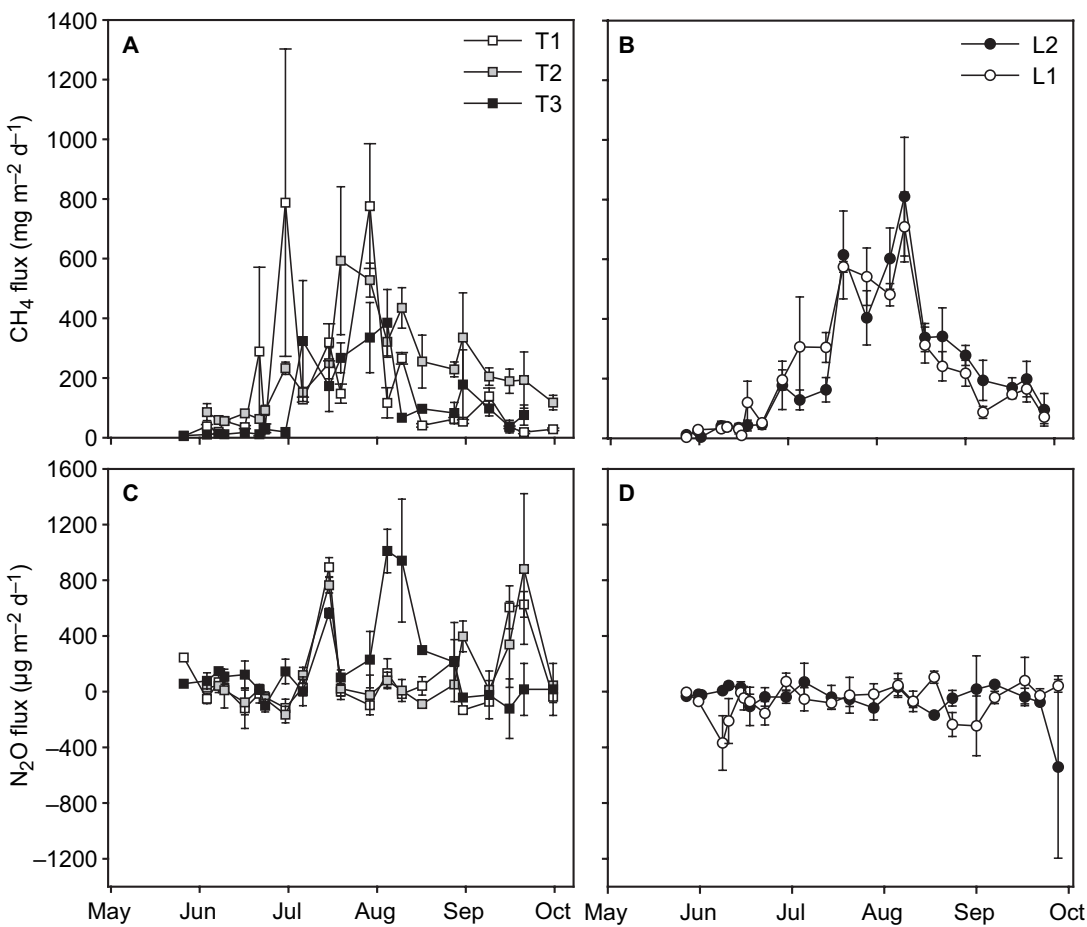 A
T1
T2
T3
1400
1200
1000
800
600
400
200
0
CH4 flux (mg m–2 d–1)
B
L2
L1
C
1600
1200
800
400
0
–400
–800
–1200
N2O flux (µg m–2 d–1)
D
May Jun Jul Aug Sep Oct
May Jun Jul Aug Sep Oct